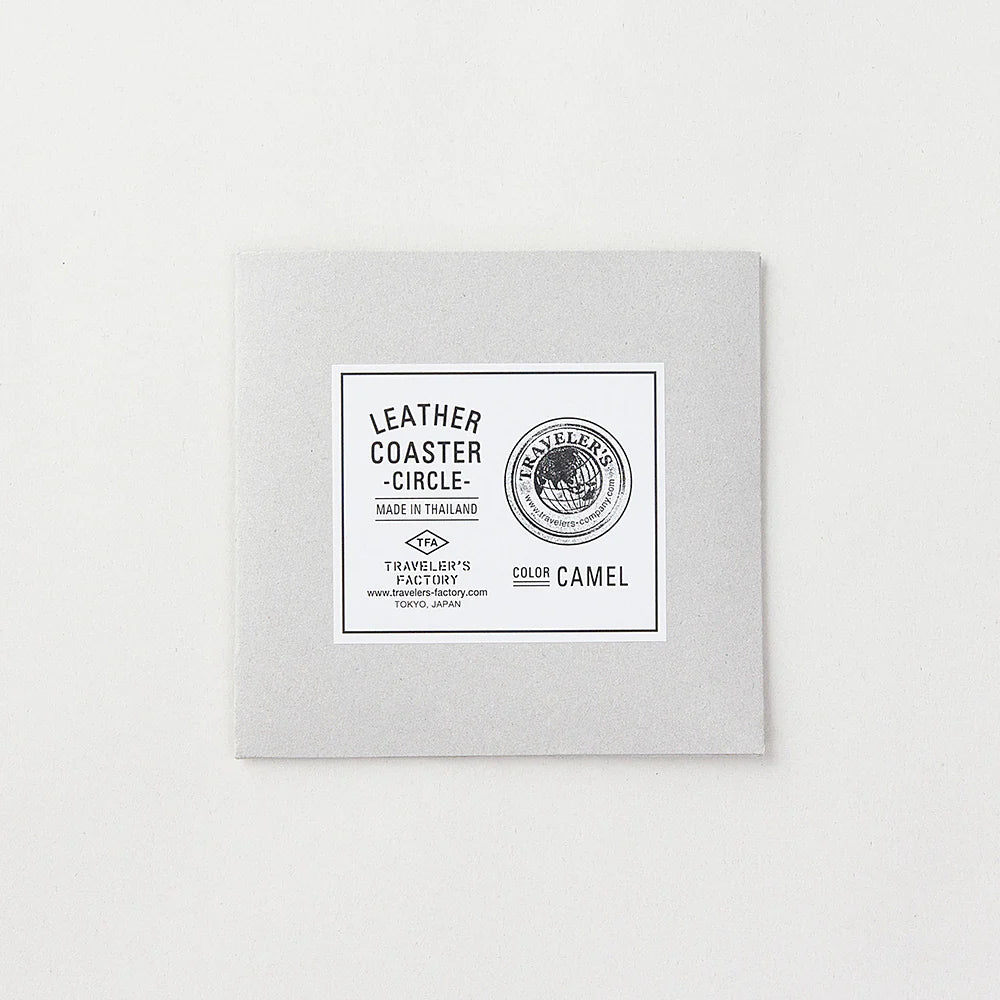 LEATHER
COASTER
-CIRCLE-
MADE IN THAILAND
TFA
TRAVELER'S
FACTORY
www.travelers-factory.com
TOKYO, JAPAN
TRAVELER'S
www.travelers-company.com
COLOR CAMEL